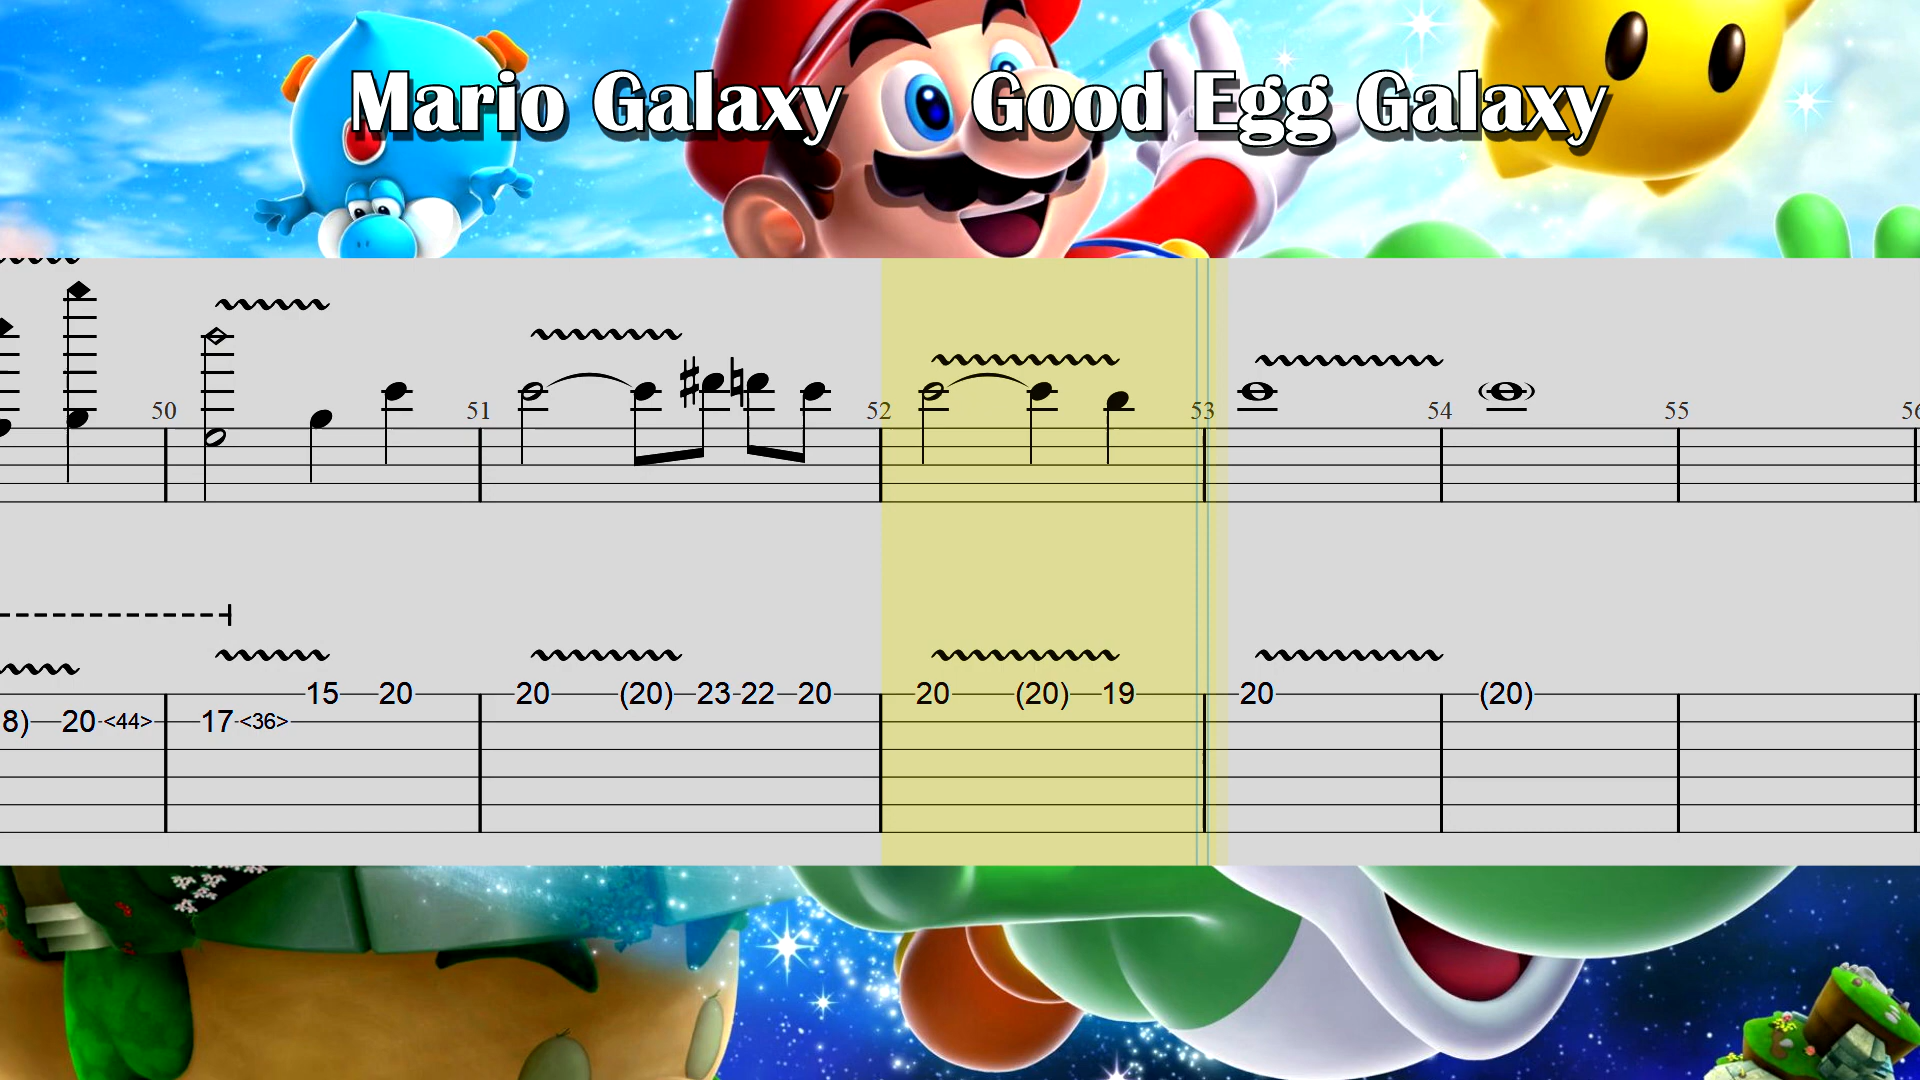 Mario Galaxy Good Egg Galaxy
50 51 52 53 54 55
15 20 20 (20) 23 22 20 20 (20) 19 20 (20)
8) 20 <44> 17 <36>